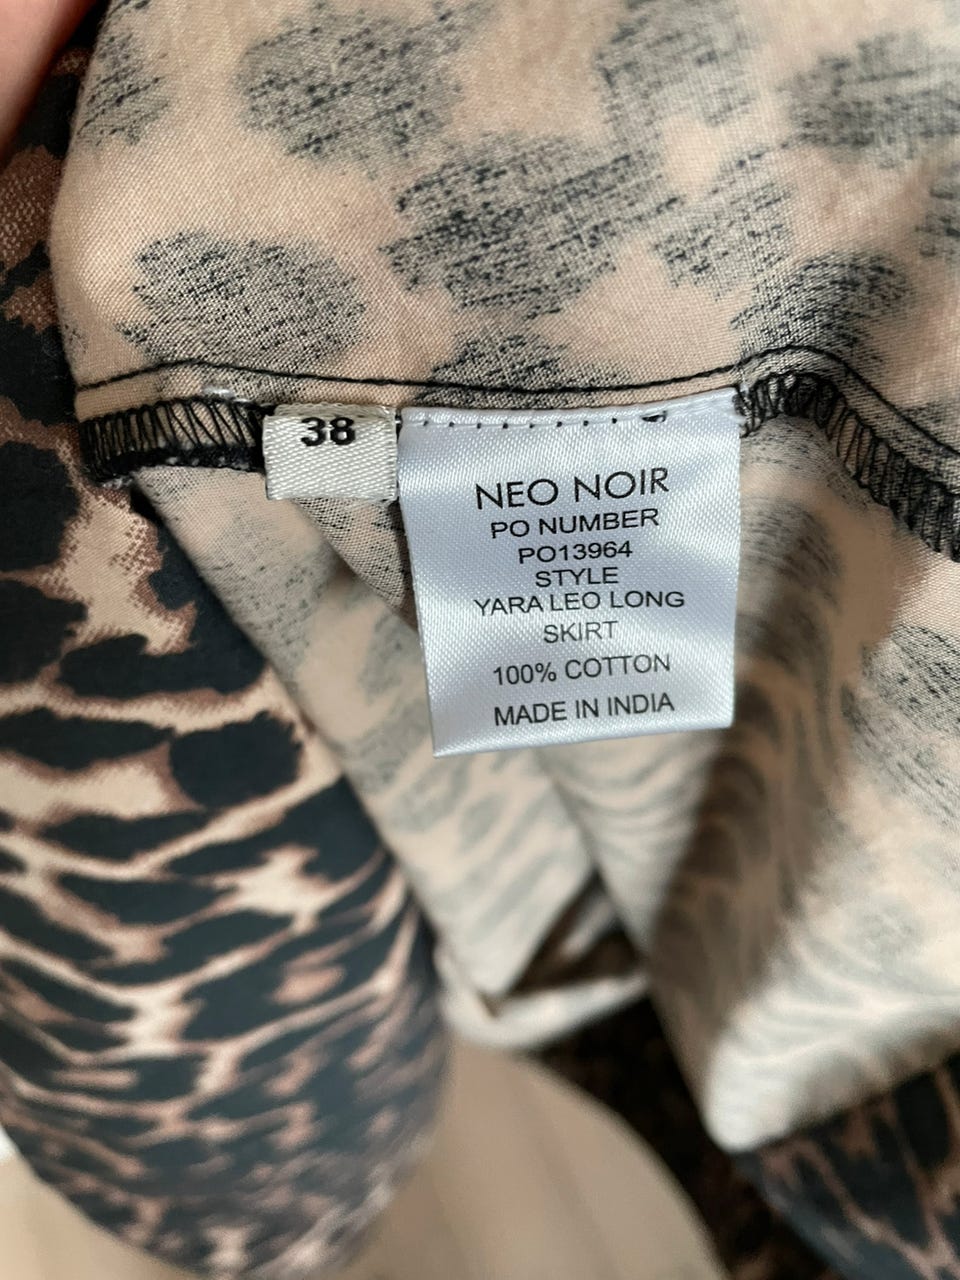 38
NEO NOIR
PO NUMBER
PO13964
STYLE
YARA LEO LONG
SKIRT
100% COTTON
MADE IN INDIA